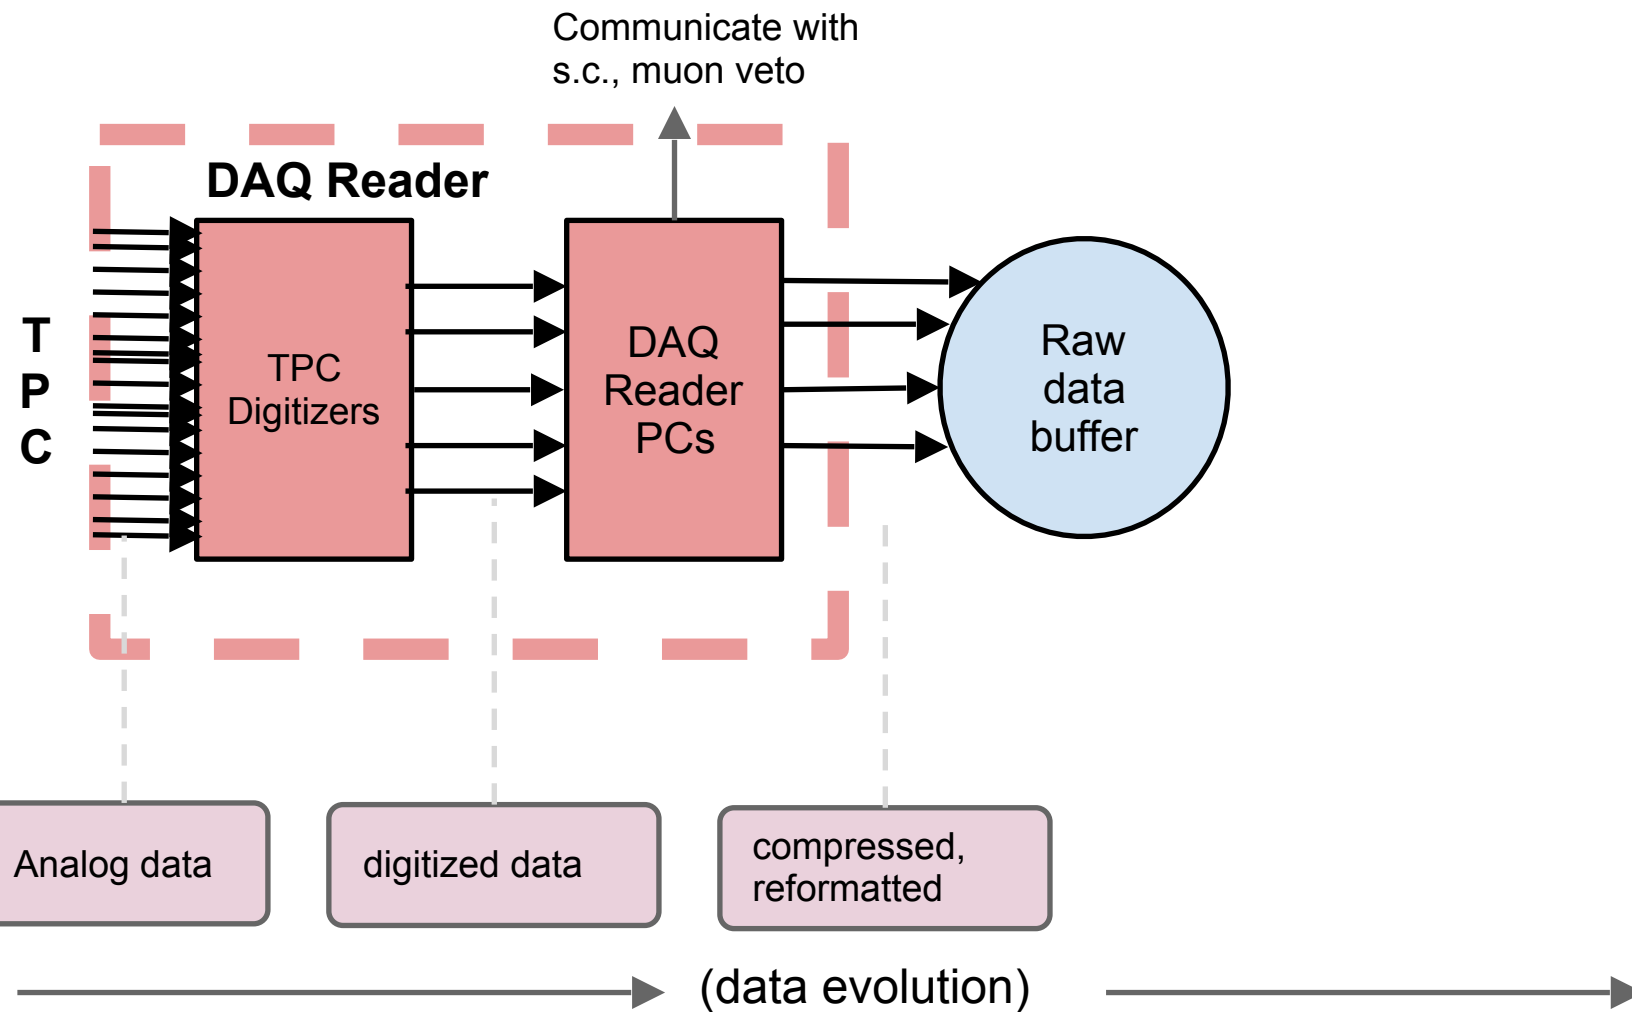 Communicate with
s.c., muon veto
DAQ Reader
T
P
C
TPC
Digitizers
DAQ
Reader
PCs
Raw
data
buffer
Analog data
digitized data
compressed,
reformatted
(data evolution)